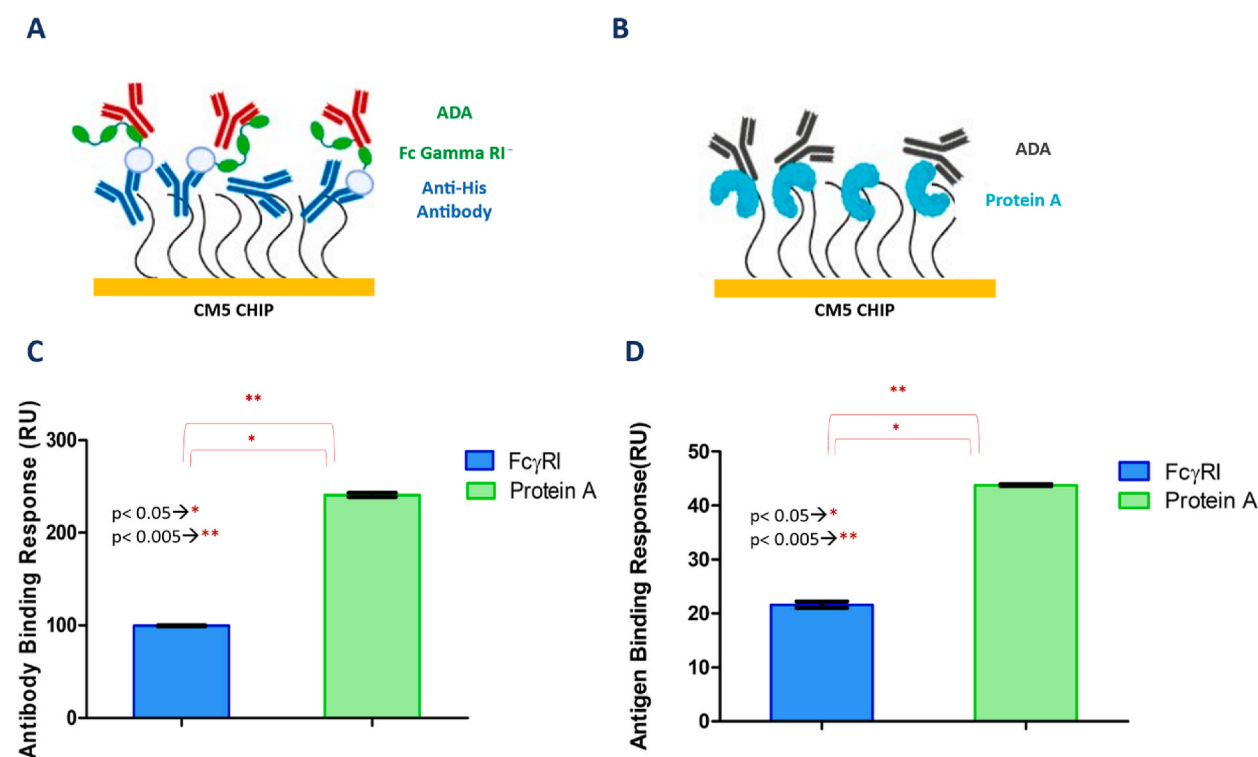 A
ADA
Fc Gamma RI⁻
Anti-His
Antibody
CM5 CHIP
B
ADA
Protein A
CM5 CHIP
C
**
*
Antibody Binding Response (RU)
300
200
100
0
p< 0.05→*
p< 0.005→**
FcγRI
Protein A
D
**
*
Antigen Binding Response(RU)
50
40
30
20
10
0
p< 0.05→*
p< 0.005→**
FcγRI
Protein A